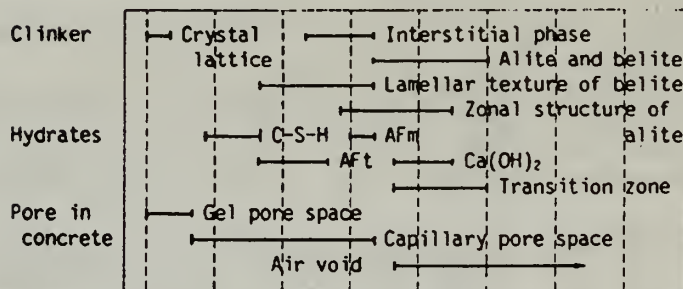 Clinker Crystal lattice Interstitial phase
Alite and belite
Lamellar texture of belite
Zonal structure of alite
Hydrates C-S-H AFm
AFt Ca(OH)2
Transition zone
Pore in concrete Gel pore space
Capillary pore space
Air void